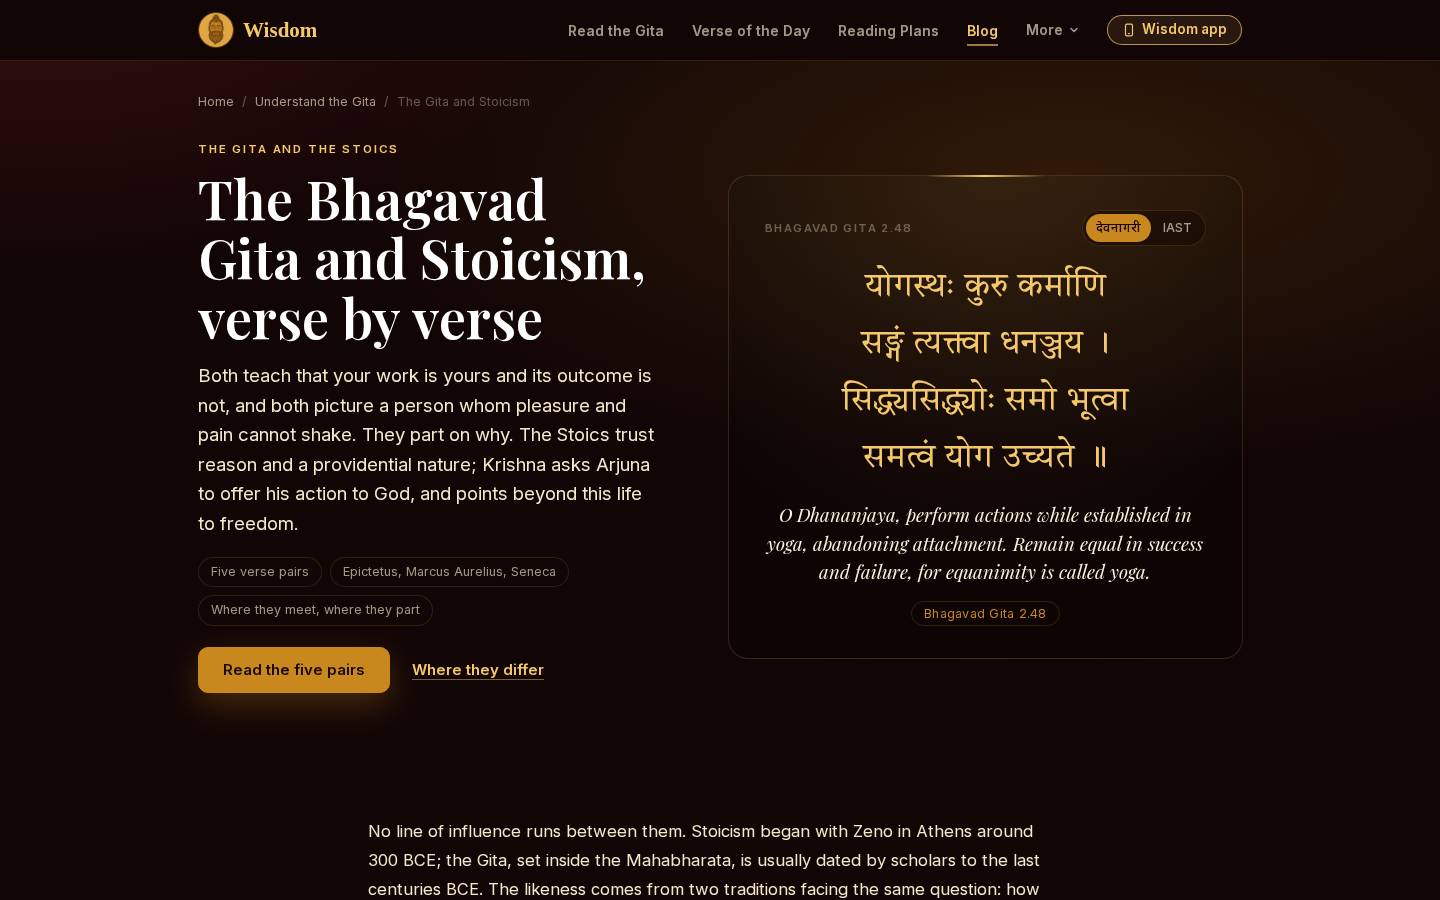 Wisdom
Read the Gita
Verse of the Day
Reading Plans
Blog
More
Wisdom app
Home / Understand the Gita / The Gita and Stoicism
THE GITA AND THE STOICS
The Bhagavad
Gita and Stoicism,
verse by verse
Both teach that your work is yours and its outcome is
not, and both picture a person whom pleasure and
pain cannot shake. They part on why. The Stoics trust
reason and a providential nature; Krishna asks Arjuna
to offer his action to God, and points beyond this life
to freedom.
Five verse pairs
Epictetus, Marcus Aurelius, Seneca
Where they meet, where they part
Read the five pairs
Where they differ
BHAGAVAD GITA 2.48
देवनागरी
IAST
योगस्थः कुरु कर्माणि
सङ्गं त्यक्त्वा धनञ्जय ।
सिद्ध्यसिद्ध्योः समो भूत्वा
समत्वं योग उच्यते ॥
O Dhananjaya, perform actions while established in
yoga, abandoning attachment. Remain equal in success
and failure, for equanimity is called yoga.
Bhagavad Gita 2.48
No line of influence runs between them. Stoicism began with Zeno in Athens around
300 BCE; the Gita, set inside the Mahabharata, is usually dated by scholars to the last
centuries BCE. The likeness comes from two traditions facing the same question: how